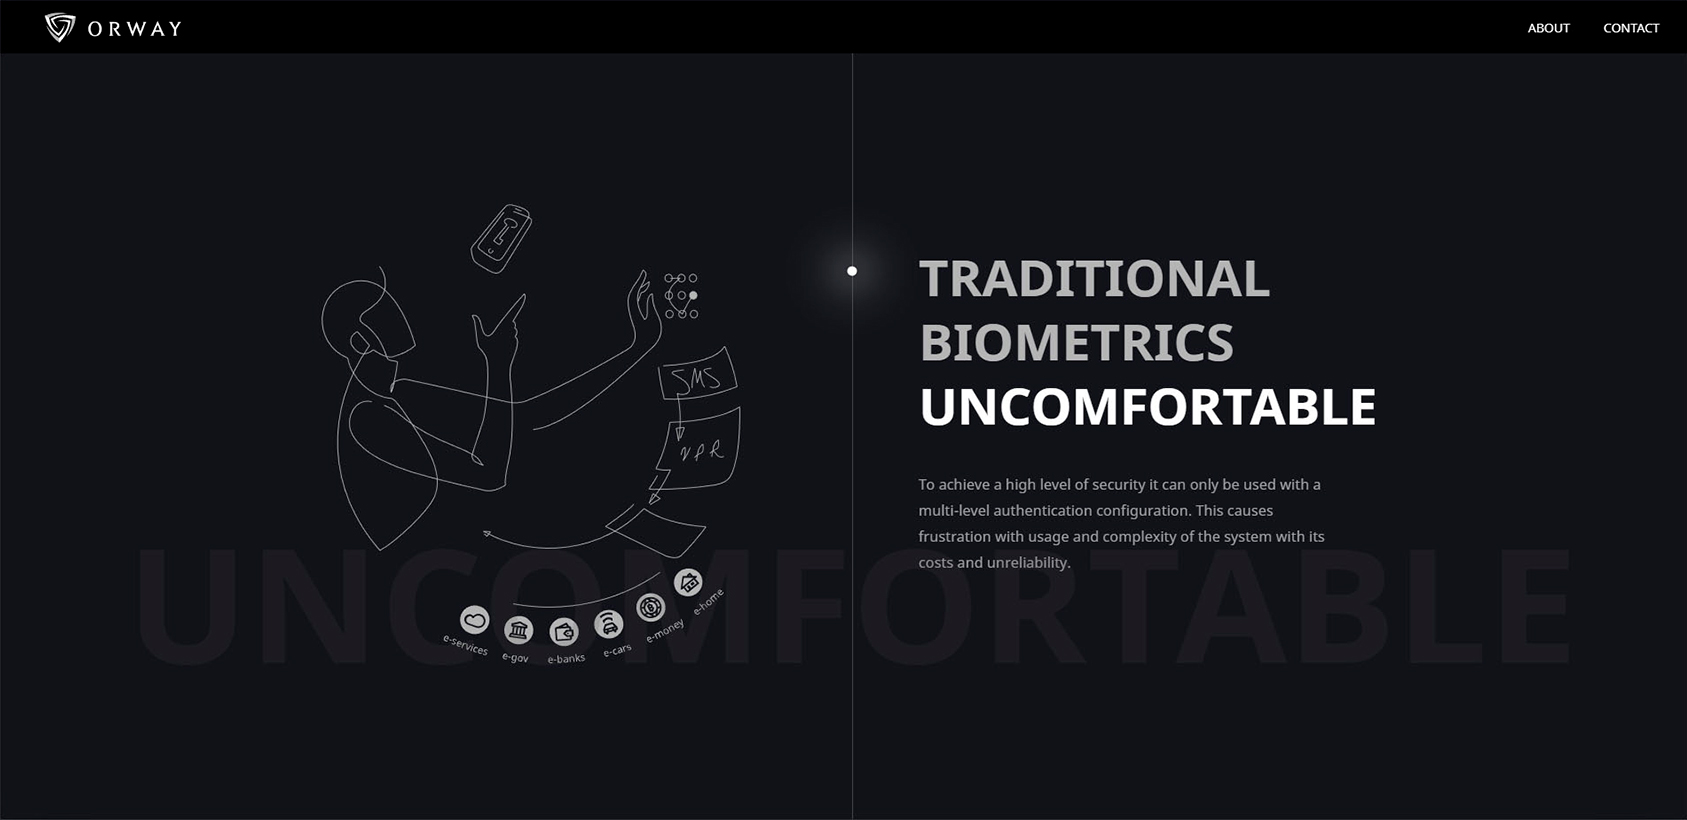 ORWAY
ABOUT
CONTACT
TRADITIONAL
BIOMETRICS
UNCOMFORTABLE
To achieve a high level of security it can only be used with a
multi-level authentication configuration. This causes
frustration with usage and complexity of the system with its
costs and unreliability.
SMS
VPR
UNCOMFORTABLE
e-services
e-gov
e-banks
e-cars
e-money
e-home